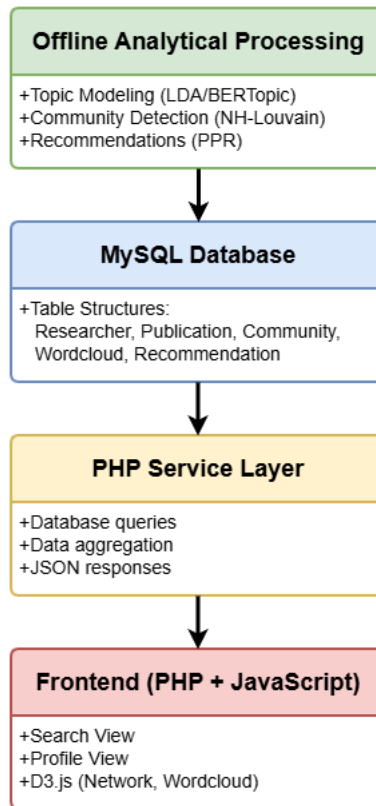 Offline Analytical Processing
+Topic Modeling (LDA/BERTopic)
+Community Detection (NH-Louvain)
+Recommendations (PPR)
MySQL Database
+Table Structures:
Researcher, Publication, Community,
Wordcloud, Recommendation
PHP Service Layer
+Database queries
+Data aggregation
+JSON responses
Frontend (PHP + JavaScript)
+Search View
+Profile View
+D3.js (Network, Wordcloud)